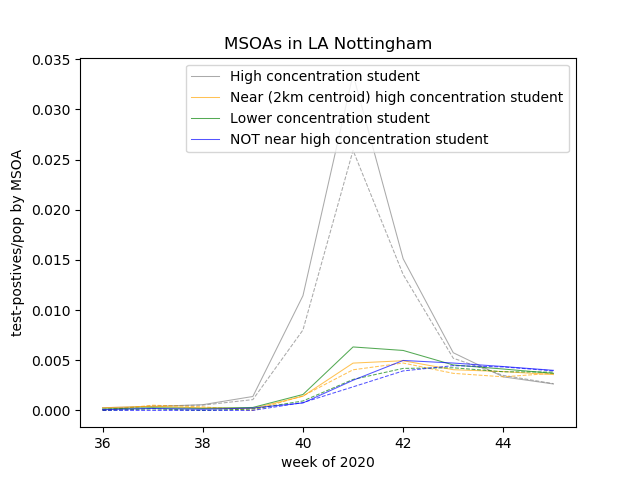 MSOAs in LA Nottingham
High concentration student
Near (2km centroid) high concentration student
Lower concentration student
NOT near high concentration student
test-postives/pop by MSOA
0.035
0.030
0.025
0.020
0.015
0.010
0.005
0.000
36 38 40 42 44
week of 2020